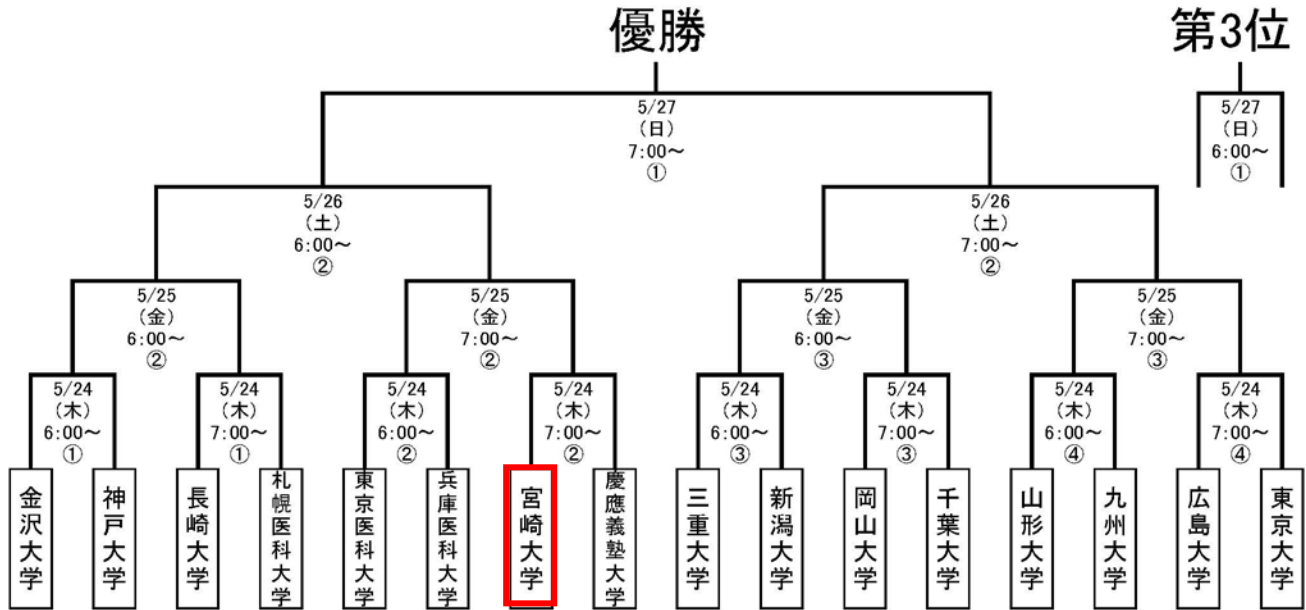 優勝
第3位
5/27
(日)
7:00～
①
5/27
(日)
6:00～
①
5/26
(土)
6:00～
②
5/26
(土)
7:00～
②
5/25
(金)
6:00～
②
5/25
(金)
7:00～
②
5/25
(金)
6:00～
③
5/25
(金)
7:00～
③
5/24
(木)
6:00～
①
5/24
(木)
7:00～
①
5/24
(木)
6:00～
②
5/24
(木)
7:00～
②
5/24
(木)
6:00～
③
5/24
(木)
7:00～
③
5/24
(木)
6:00～
④
5/24
(木)
7:00～
④
金沢大学
神戸大学
長崎大学
札幌医科大学
東京医科大学
兵庫医科大学
宮崎大学
慶應義塾大学
三重大学
新潟大学
岡山大学
千葉大学
山形大学
九州大学
広島大学
東京大学